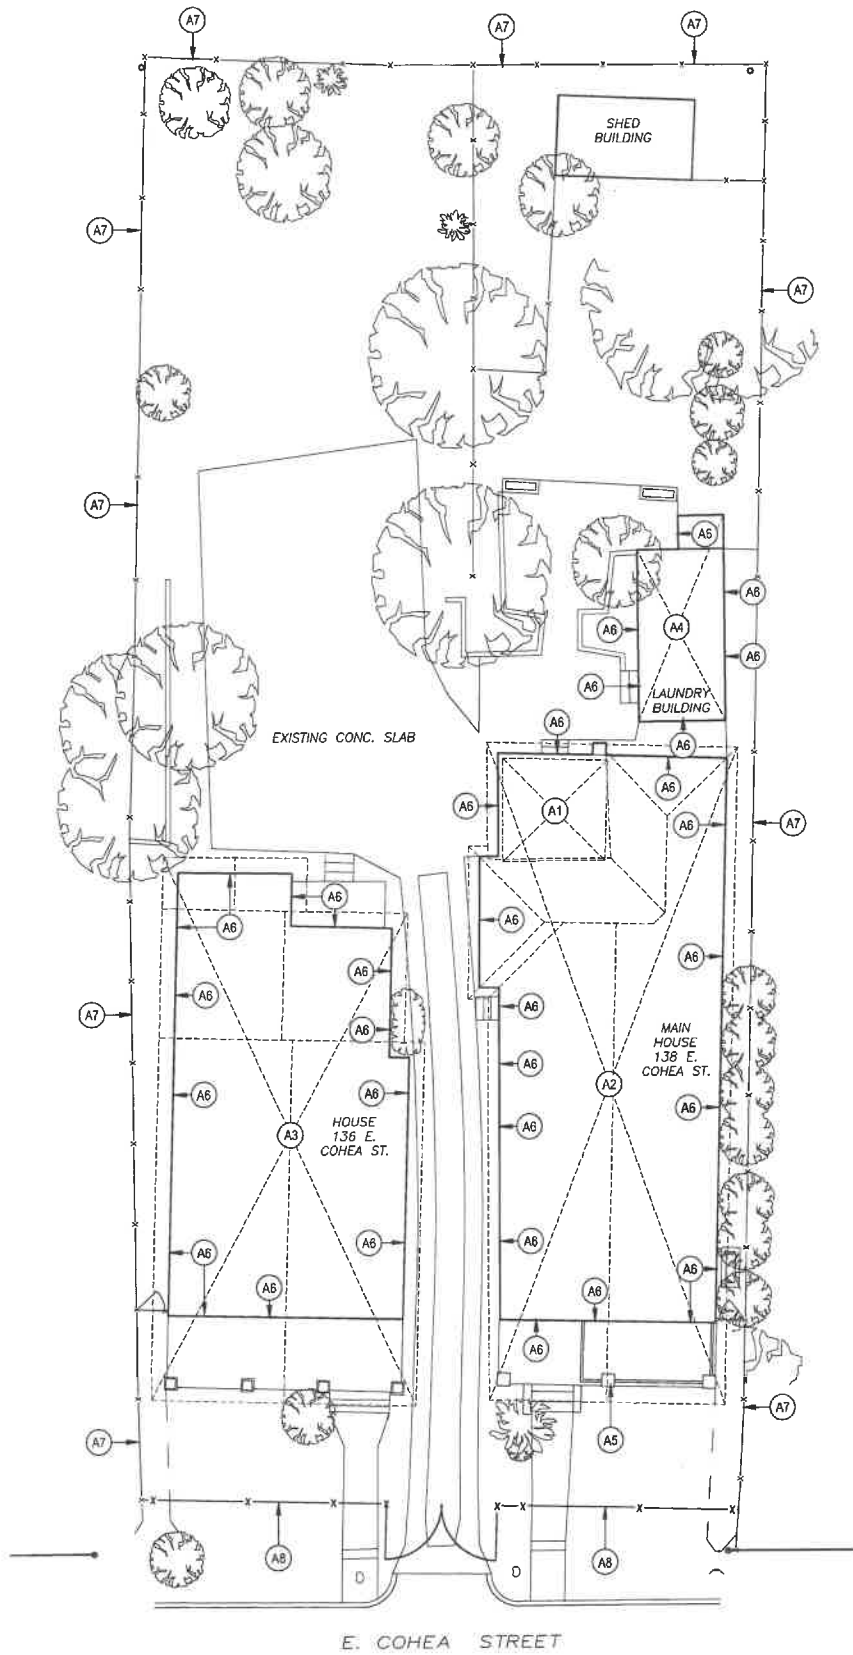 A7
A7
A7
SHED
BUILDING
A7
A7
A7
A6
A6
A6
A4
A6
A6
LAUNDRY
BUILDING
A6
A6
EXISTING CONC. SLAB
A6
A6
A1
A6
A7
A6
A6
A6
A6
A6
A6
A6
A7
A6
A6
MAIN
HOUSE
138 E.
COHEA ST.
A6
A2
A6
A6
A6
A6
HOUSE
136 E.
COHEA ST.
A3
A6
A6
A6
A6
A6
A6
A6
A6
A7
A7
A5
A8
A8
D
D
E. COHEA STREET